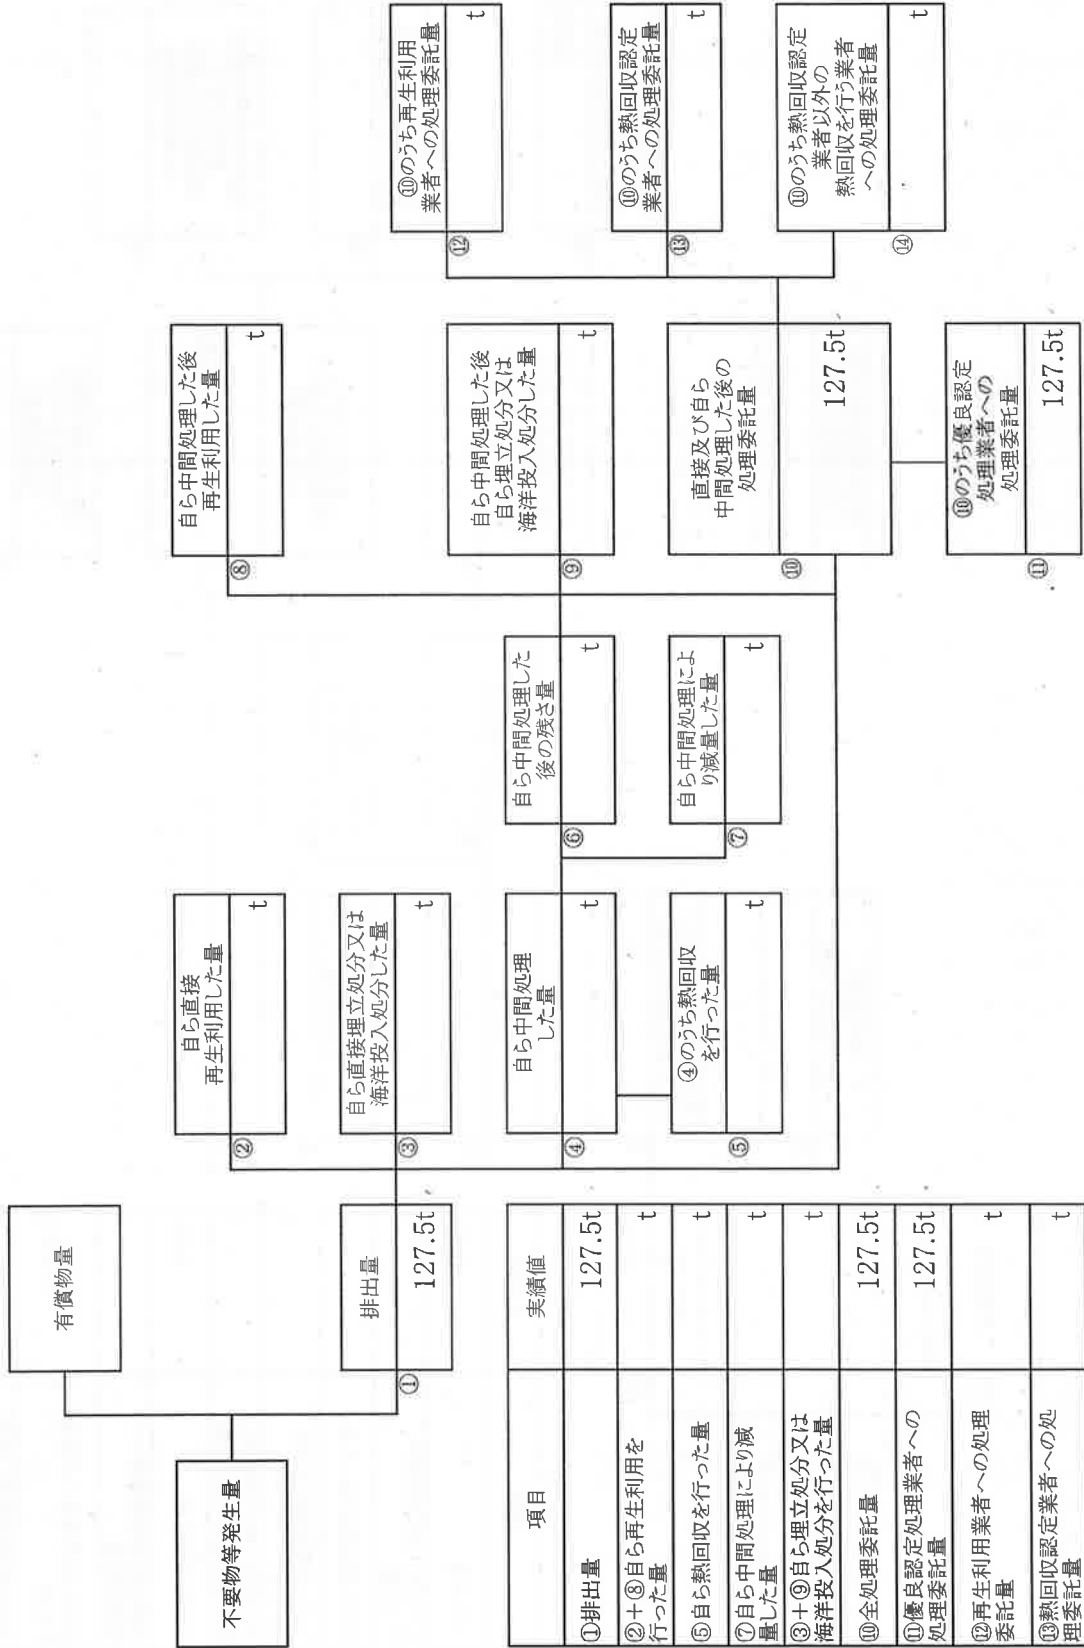 不要物等発生量
有償物量
排出量
①
127.5t
自ら直接
再生利用した量
②
t
自ら直接埋立処分又は
海洋投入処分した量
③
t
自ら中間処理
した量
④
t
④のうち熱回収
を行った量
⑤
t
自ら中間処理した
後の残さ量
⑥
t
自ら中間処理によ
り減量した量
⑦
t
自ら中間処理した後
再生利用した量
⑧
t
自ら中間処理した後
自ら埋立処分又は
海洋投入処分した量
⑨
t
直接及び自ら
中間処理した後の
処理委託量
⑩
127.5t
⑩のうち優良認定
処理業者への
処理委託量
⑪
127.5t
⑩のうち再生利用
業者への処理委託量
⑫
t
⑩のうち熱回収認定
業者への処理委託量
⑬
t
⑩のうち熱回収認定
業者以外の
熱回収を行う業者
への処理委託量
⑭
t
項目 実績値
①排出量 127.5t
②+⑧自ら再生利用を
行った量 t
⑤自ら熱回収を行った量 t
⑦自ら中間処理により減
量した量 t
③+⑨自ら埋立処分又は
海洋投入処分を行った量 t
⑩全処理委託量 127.5t
⑪優良認定処理業者への
処理委託量 127.5t
⑫再生利用業者への処理
委託量 t
⑬熱回収認定業者への処
理委託量 t